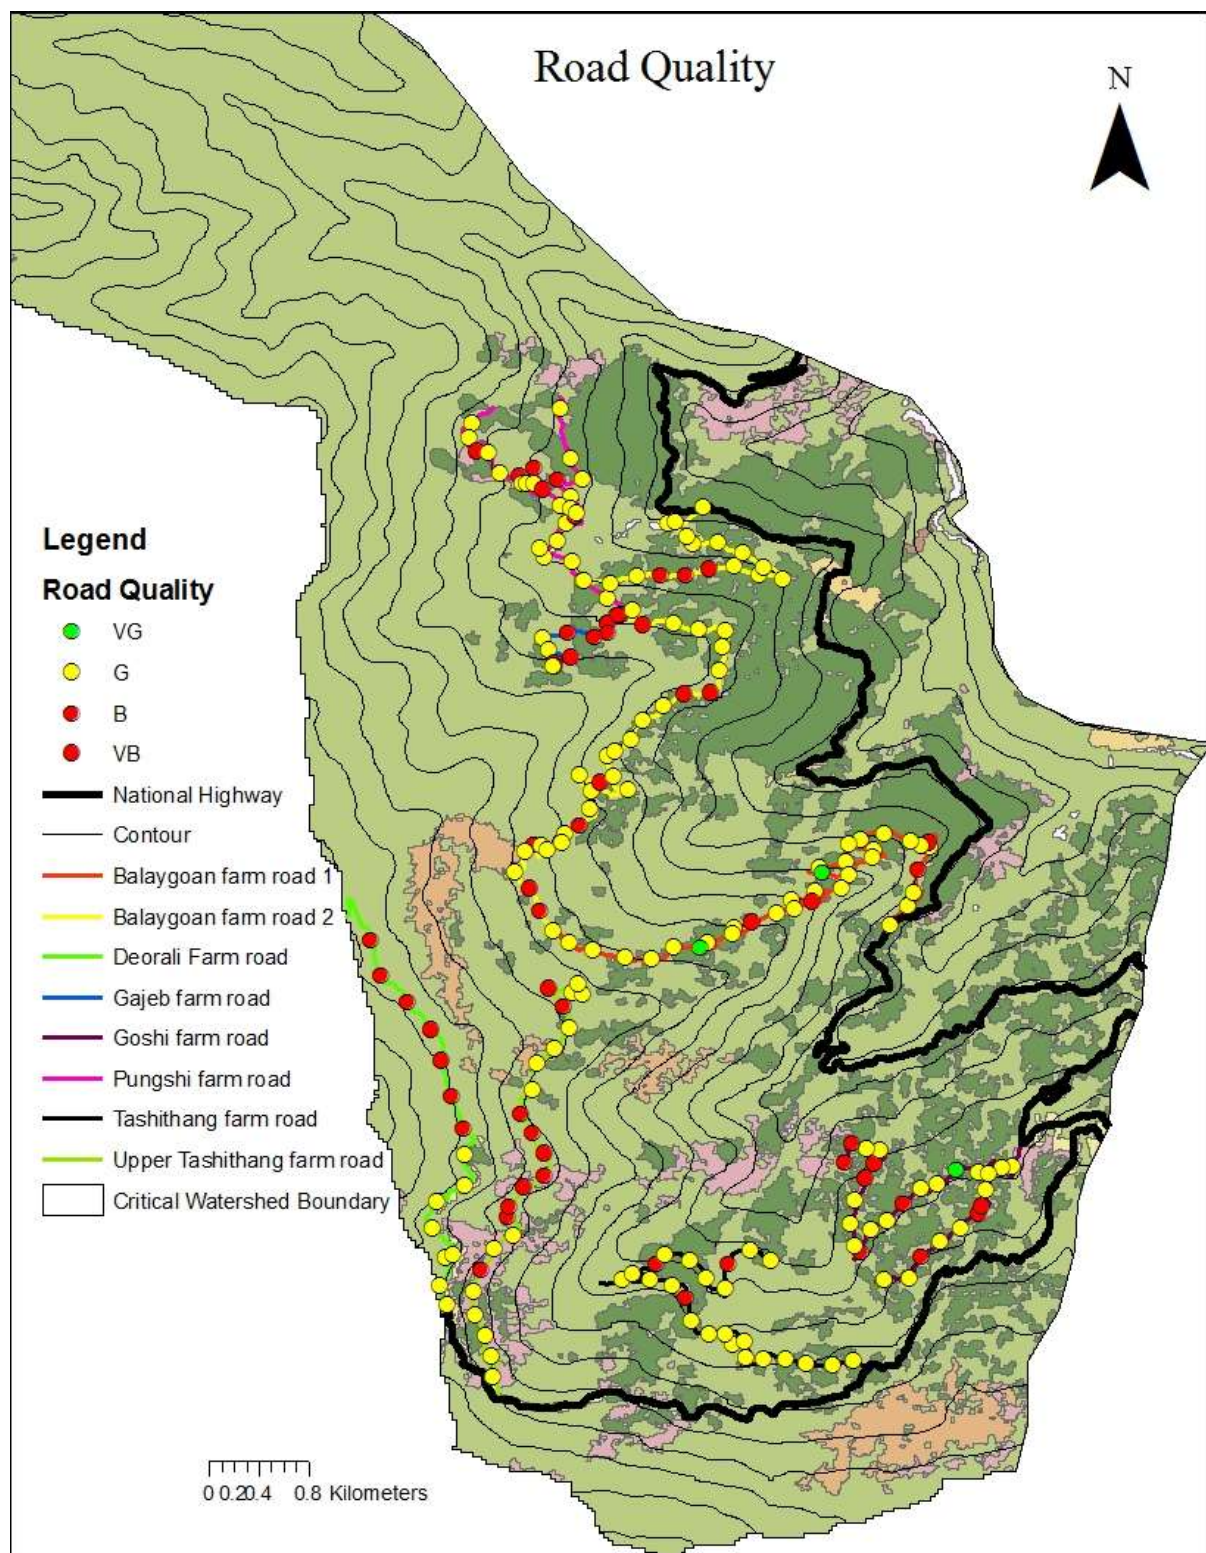 Road Quality
N
Legend
Road Quality
VG
G
B
VB
National Highway
Contour
Balaygoan farm road 1
Balaygoan farm road 2
Deorali Farm road
Gajeb farm road
Goshi farm road
Pungshi farm road
Tashithang farm road
Upper Tashithang farm road
Critical Watershed Boundary
0 0.20.4 0.8 Kilometers